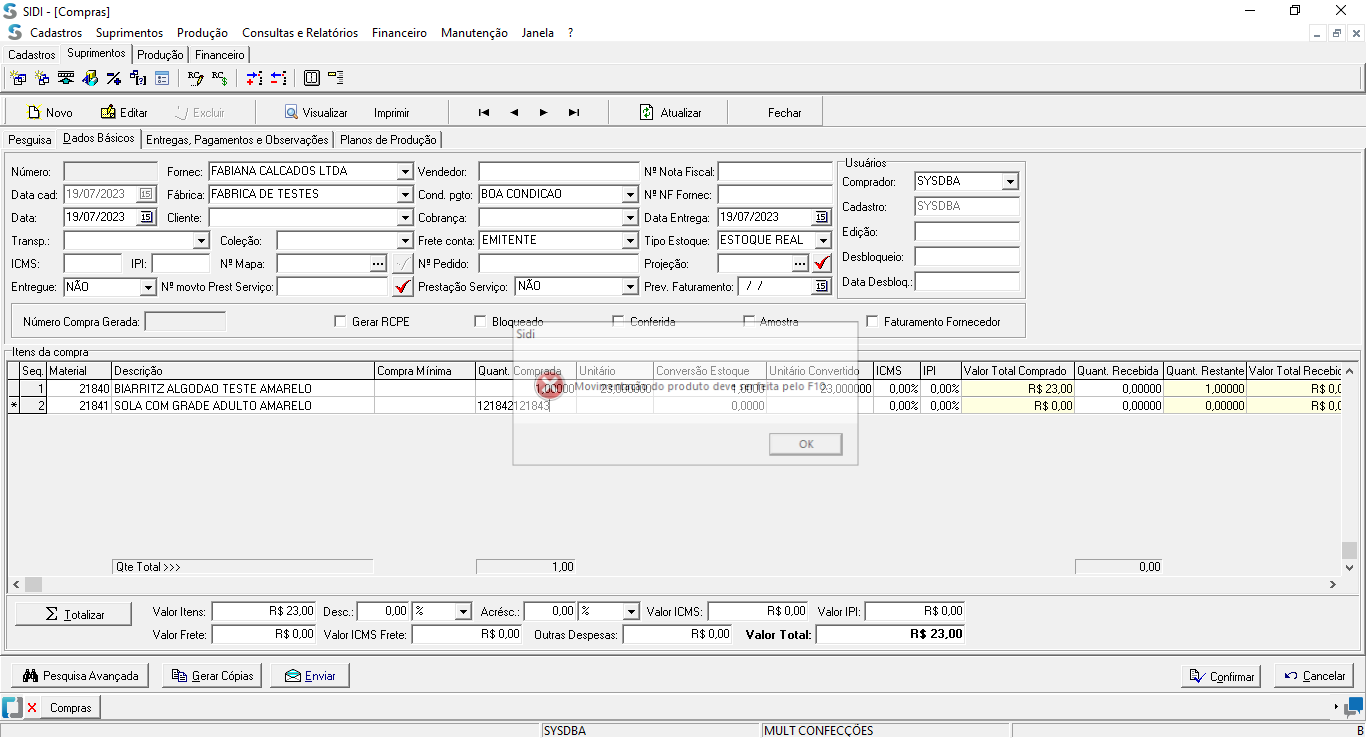 SIDI - [Compras]
Cadastros Suprimentos Produção Consultas e Relatórios Financeiro Manutenção Janela ?
Cadastros Suprimentos Produção Financeiro
Novo Editar Excluir Visualizar Imprimir Atualizar Fechar
Pesquisa Dados Básicos Entregas, Pagamentos e Observações Planos de Produção
Número: Fornec: FABIANA CALCADOS LTDA Vendedor: Nº Nota Fiscal:
Data cad: 19/07/2023 15 Fábrica: FABRICA DE TESTES Cond. pgto: BOA CONDICAO Nº NF Fornec:
Data: 19/07/2023 15 Cliente: Cobrança: Data Entrega: 19/07/2023 15
Transp.: Coleção: Frete conta: EMITENTE Tipo Estoque: ESTOQUE REAL
ICMS: IPI: Nº Mapa: Nº Pedido: Projeção:
Entregue: NÃO Nº movto Prest Serviço: Prestação Serviço: NÃO Prev. Faturamento: / / 15
Usuários
Comprador: SYSDBA
Cadastro: SYSDBA
Edição:
Desbloqueio:
Data Desbloq.:
Número Compra Gerada: Gerar RCPE Bloqueado Conferida Amostra Faturamento Fornecedor
Sidi
Movimentação do produto deve ser feita pelo F10.
OK
Itens da compra
Seq. Material Descrição Compra Mínima Quant. Comprada Unitário Conversão Estoque Unitário Convertido ICMS IPI Valor Total Comprado Quant. Recebida Quant. Restante Valor Total Recebic
1 21840 BIARRITZ ALGODAO TESTE AMARELO 1,00000 23,000000 1,0000 23,000000 0,00% 0,00% R$ 23,00 0,00000 1,00000 R$ 0,0
* 2 21841 SOLA COM GRADE ADULTO AMARELO 121842121843 0,0000 0,00% 0,00% R$ 0,00 0,00000 0,00000 R$ 0,0
Qte Total >>> 1,00 0,00
Totalizar Valor Itens: R$ 23,00 Desc.: 0,00 % Acrésc.: 0,00 % Valor ICMS: R$ 0,00 Valor IPI: R$ 0,00
Valor Frete: R$ 0,00 Valor ICMS Frete: R$ 0,00 Outras Despesas: R$ 0,00 Valor Total: R$ 23,00
Pesquisa Avançada Gerar Cópias Enviar Confirmar Cancelar
Compras
SYSDBA MULT CONFECÇÕES B